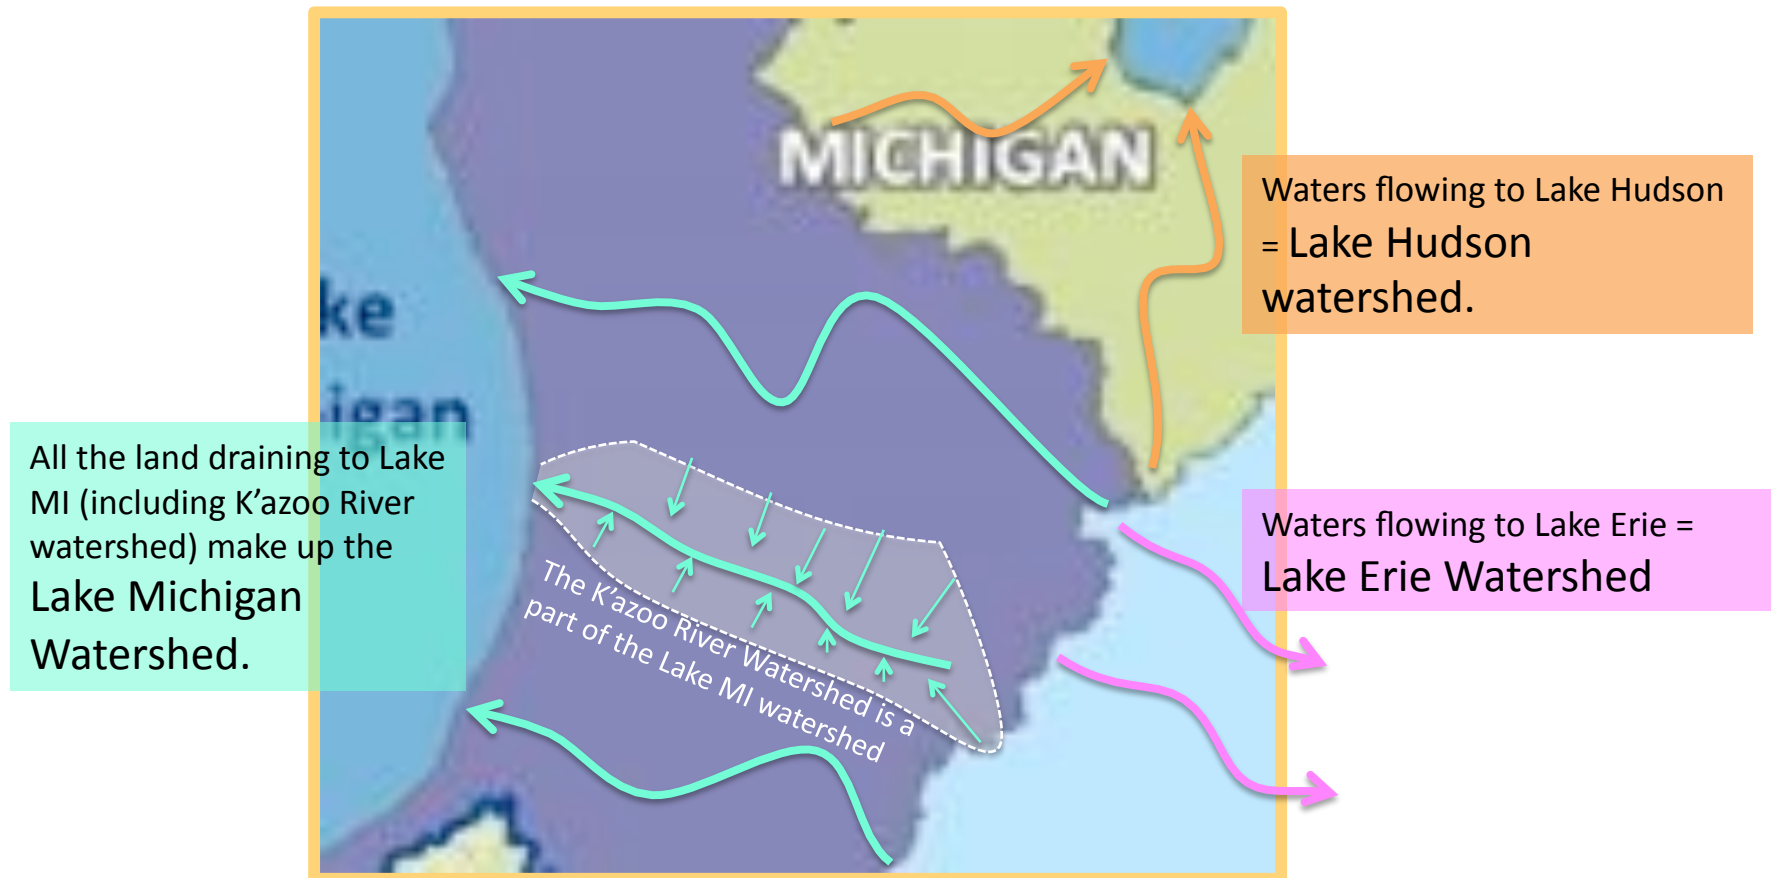 MICHIGAN
Waters flowing to Lake Hudson
= Lake Hudson
watershed.
ke
igan
All the land draining to Lake
MI (including K’azoo River
watershed) make up the
Lake Michigan
Watershed.
Waters flowing to Lake Erie =
Lake Erie Watershed
The K’azoo River Watershed is a
part of the Lake MI watershed